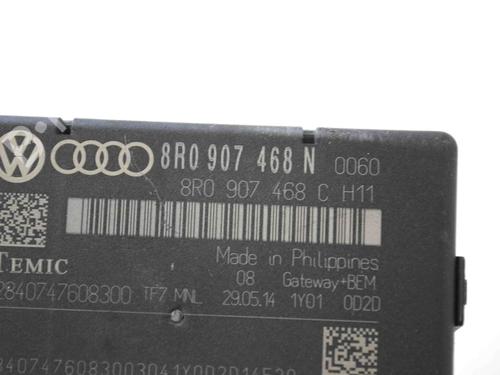 8R0 907 468 N 0060
8R0 907 468 C H11
Made in Philippines
TEMIC
08 Gateway+BEM
2840747608300 TF7 MNL 29.05.14 1Y01 0D2D